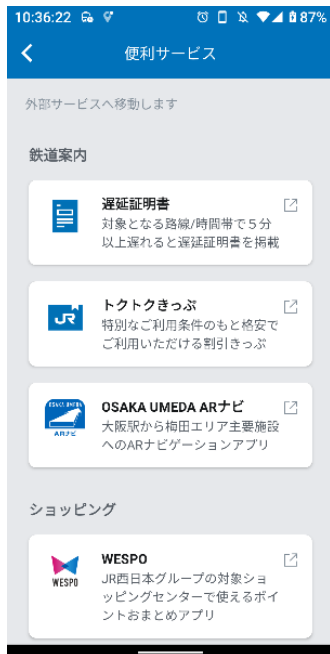 10:36:22 87%
便利サービス
外部サービスへ移動します
鉄道案内
遅延証明書
対象となる路線/時間帯で５分
以上遅れると遅延証明書を掲載
JR
トクトクきっぷ
特別なご利用条件のもと格安で
ご利用いただける割引きっぷ
OSAKA UMEDA
ARナビ
OSAKA UMEDA ARナビ
大阪駅から梅田エリア主要施設
へのARナビゲーションアプリ
ショッピング
WESPO
WESPO
JR西日本グループの対象ショ
ッピングセンターで使えるポイ
ントおまとめアプリ